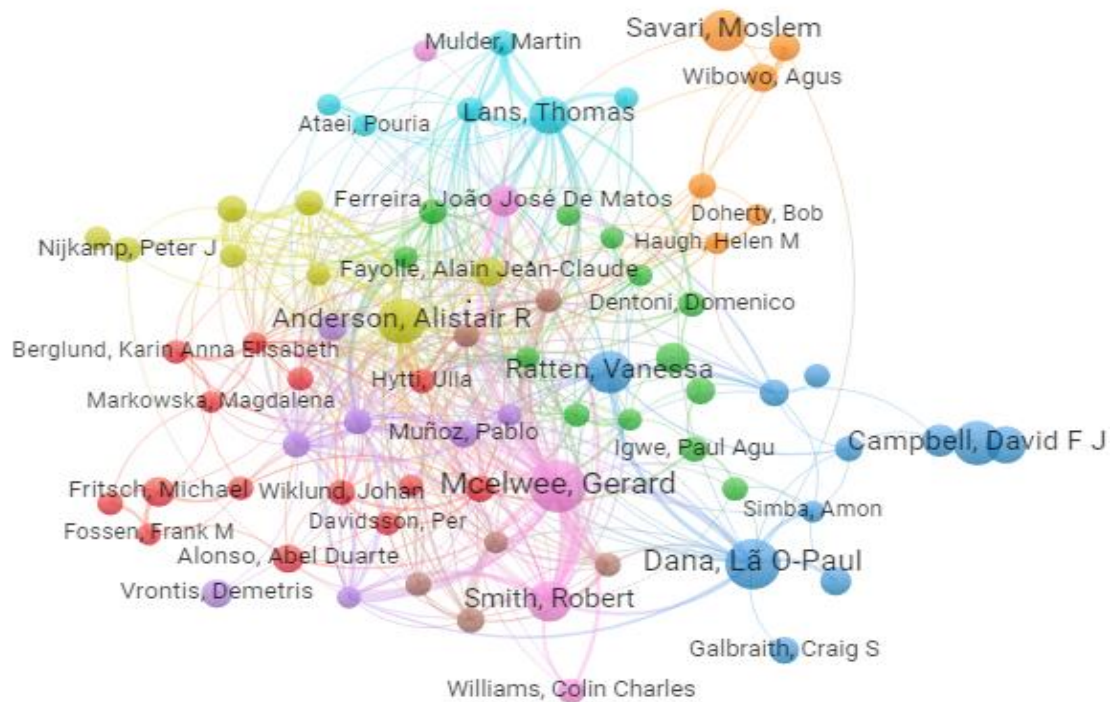 Savari, Moslem
Mulder, Martin
Wibowo, Agus
Lans, Thomas
Ataei, Pouria
Ferreira, João José De Matos
Doherty, Bob
Haugh, Helen M
Nijkamp, Peter J
Fayolle, Alain Jean-Claude
Dentoni, Domenico
Anderson, Alistair R
Berglund, Karin Anna Elisabeth
Ratten, Vanessa
Hytti, Ulla
Markowska, Magdalena
Muñoz, Pablo
Igwe, Paul Agu
Campbell, David F J
Mcelwee, Gerard
Fritsch, Michael
Wiklund, Johan
Simba, Amon
Davidsson, Per
Fossen, Frank M
Alonso, Abel Duarte
Dana, Lã O-Paul
Vrontis, Demetris
Smith, Robert
Galbraith, Craig S
Williams, Colin Charles